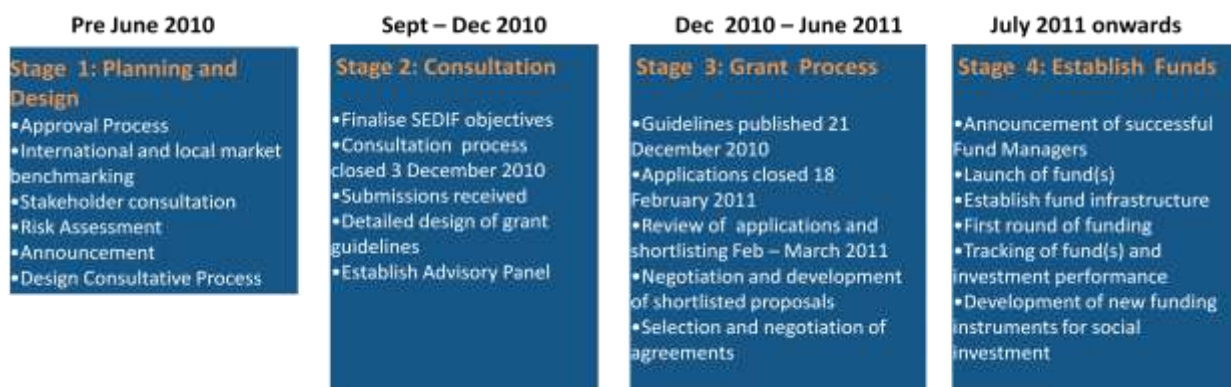 Pre June 2010
Stage 1: Planning and
Design
•Approval Process
•International and local market
benchmarking
•Stakeholder consultation
•Risk Assessment
•Announcement
•Design Consultative Process
Sept – Dec 2010
Stage 2: Consultation
•Finalise SEDIF objectives
•Consultation process
closed 3 December 2010
•Submissions received
•Detailed design of grant
guidelines
•Establish Advisory Panel
Dec 2010 – June 2011
Stage 3: Grant Process
•Guidelines published 21
December 2010
•Applications closed 18
February 2011
•Review of applications and
shortlisting Feb – March 2011
•Negotiation and development
of shortlisted proposals
•Selection and negotiation of
agreements
July 2011 onwards
Stage 4: Establish Funds
•Announcement of successful
Fund Managers
•Launch of fund(s)
•Establish fund infrastructure
•First round of funding
•Tracking of fund(s) and
investment performance
•Development of new funding
instruments for social
investment